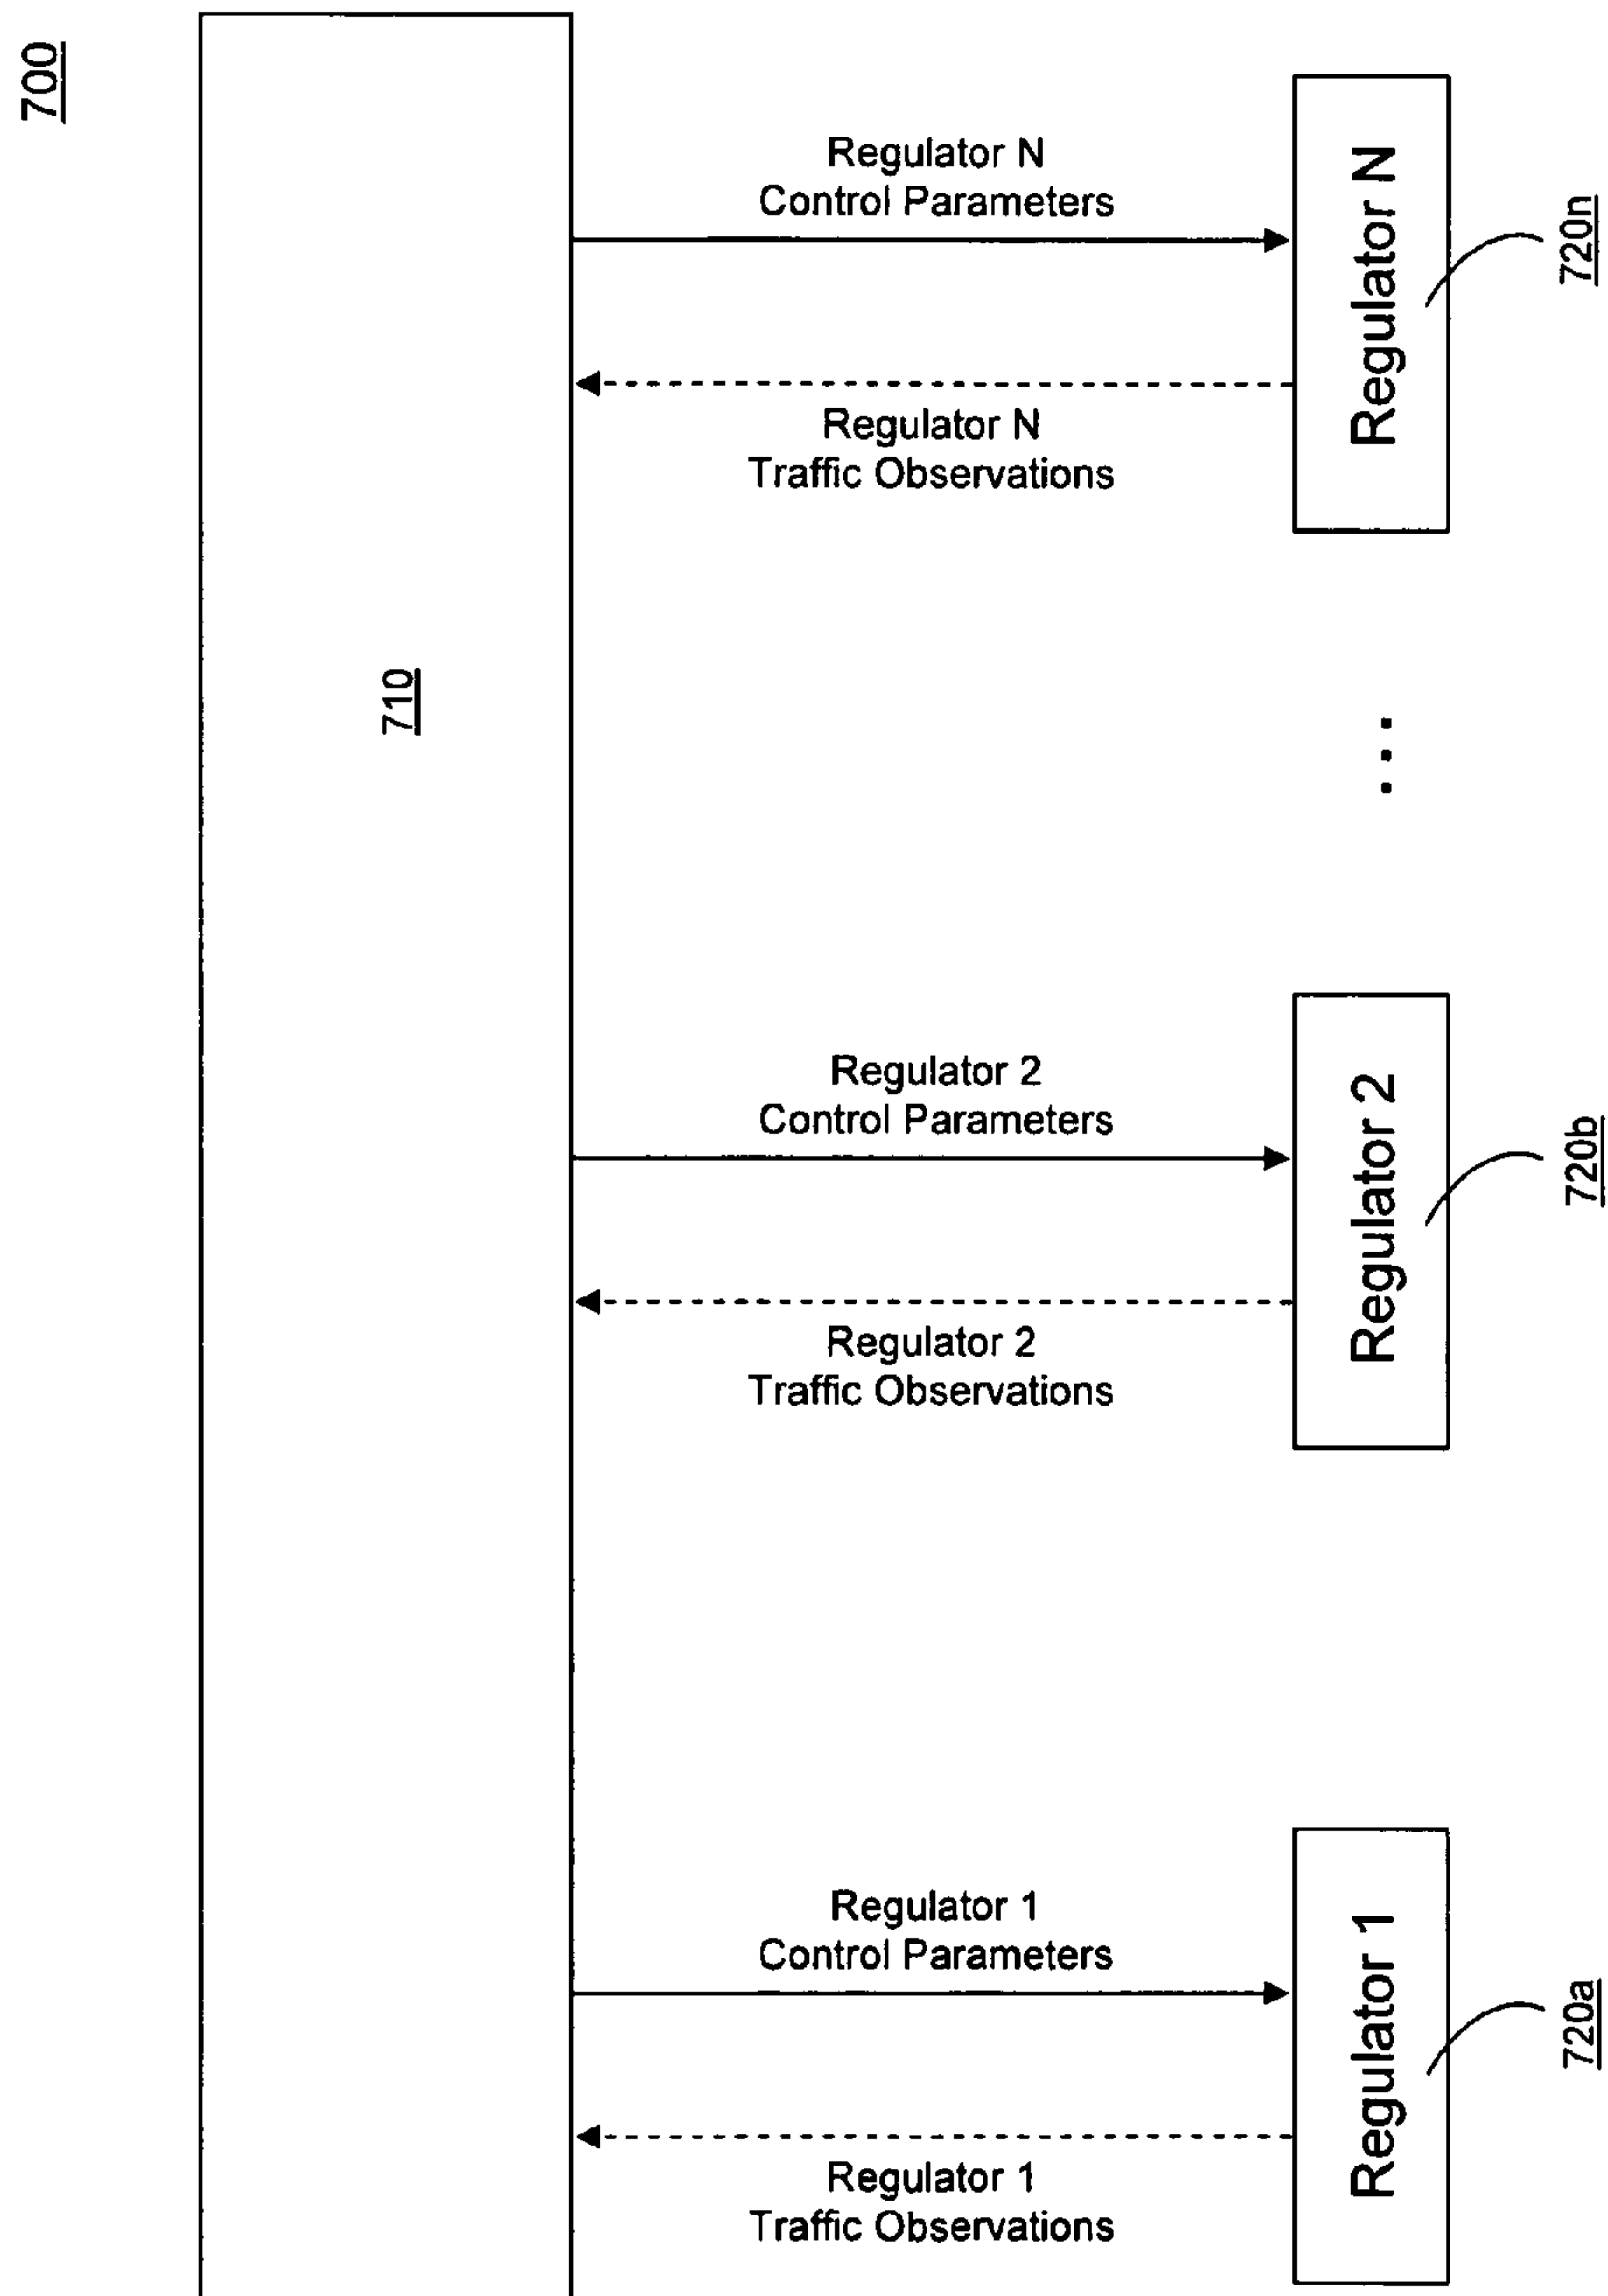 700
710
Regulator N
Control Parameters
Regulator N
Traffic Observations
Regulator N
720n
...
Regulator 2
Control Parameters
Regulator 2
Traffic Observations
Regulator 2
720b
Regulator 1
Control Parameters
Regulator 1
Traffic Observations
Regulator 1
720a